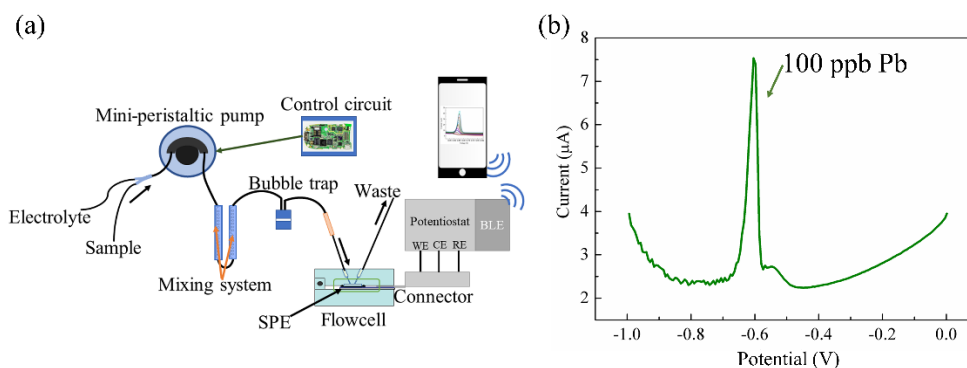 (a)
Mini-peristaltic pump
Control circuit
Electrolyte
Sample
Bubble trap
Waste
Mixing system
Potentiostat
BLE
WE CE RE
SPE
Flowcell
Connector
(b)
100 ppb Pb
Current (μA)
8
7
6
5
4
3
2
-1.0 -0.8 -0.6 -0.4 -0.2 0.0
Potential (V)